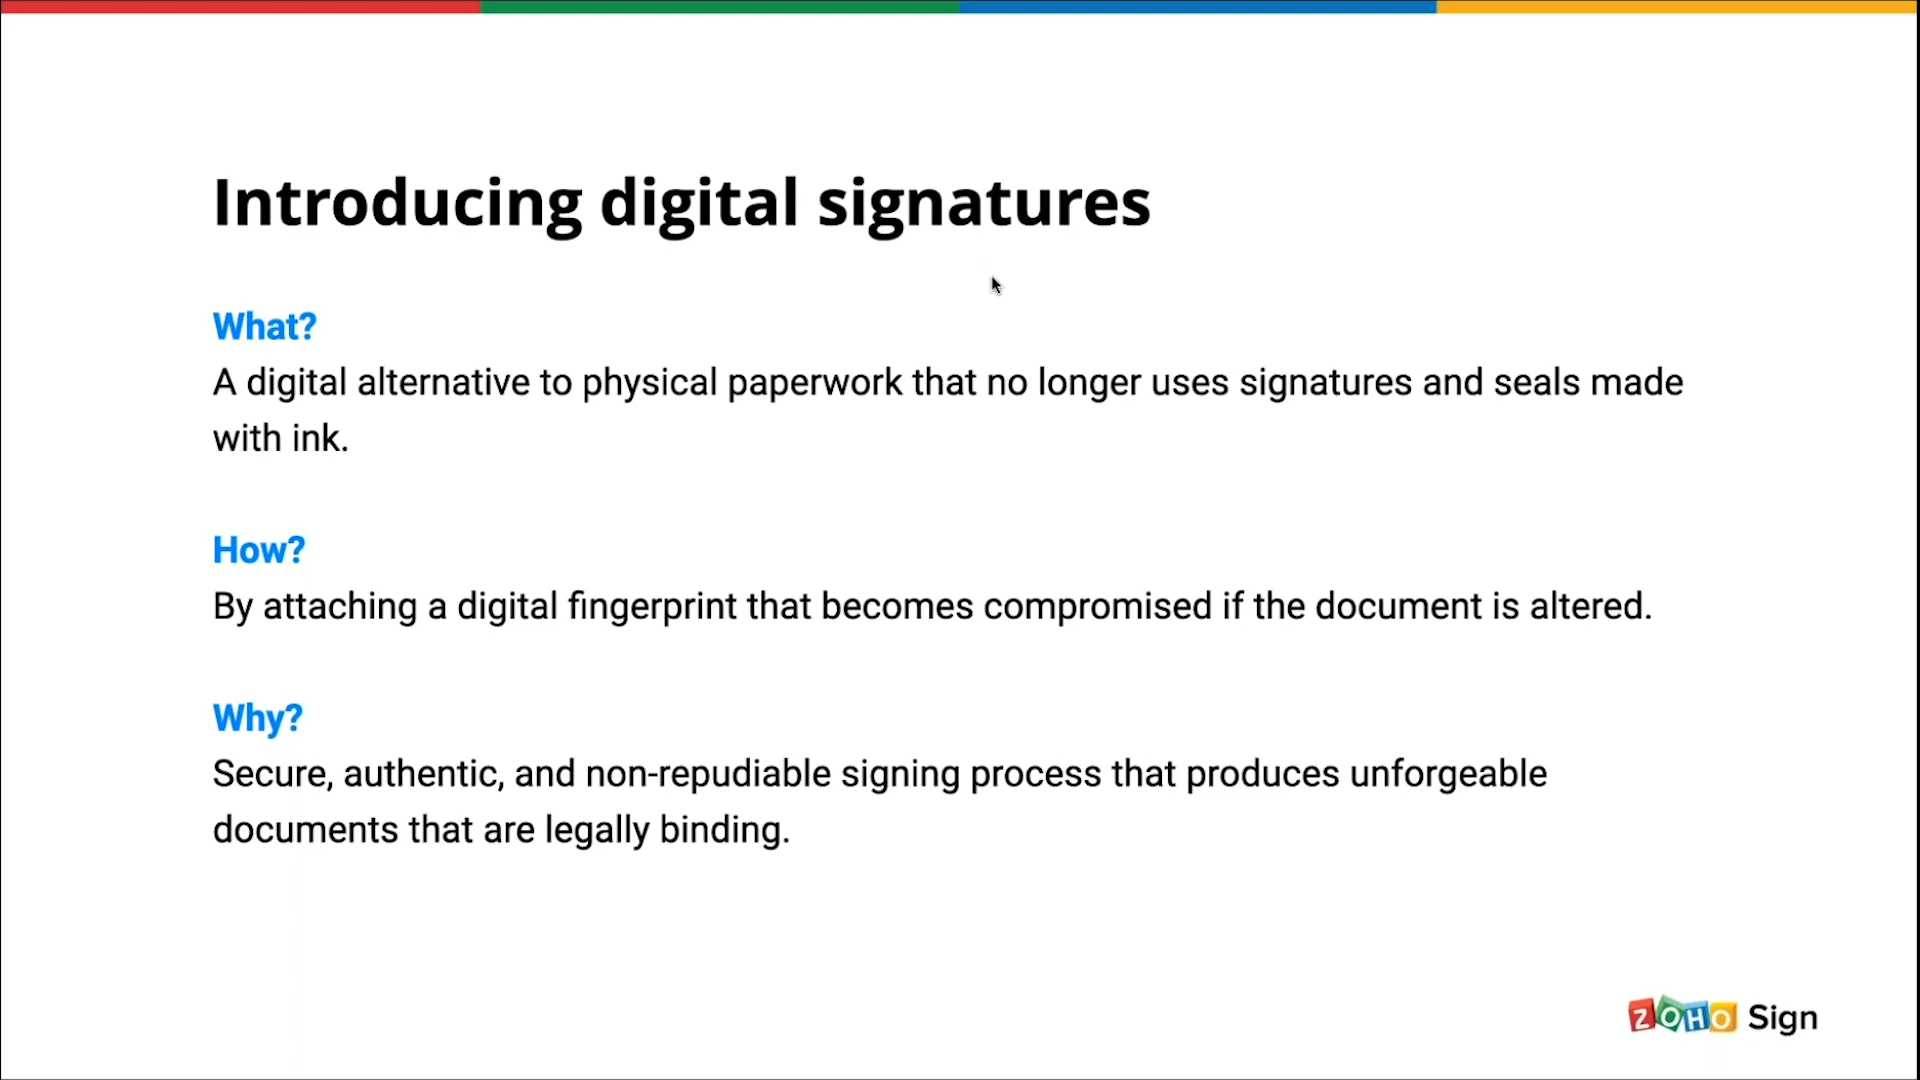 Introducing digital signatures
What?
A digital alternative to physical paperwork that no longer uses signatures and seals made
with ink.
How?
By attaching a digital fingerprint that becomes compromised if the document is altered.
Why?
Secure, authentic, and non-repudiable signing process that produces unforgeable
documents that are legally binding.
ZOHO Sign